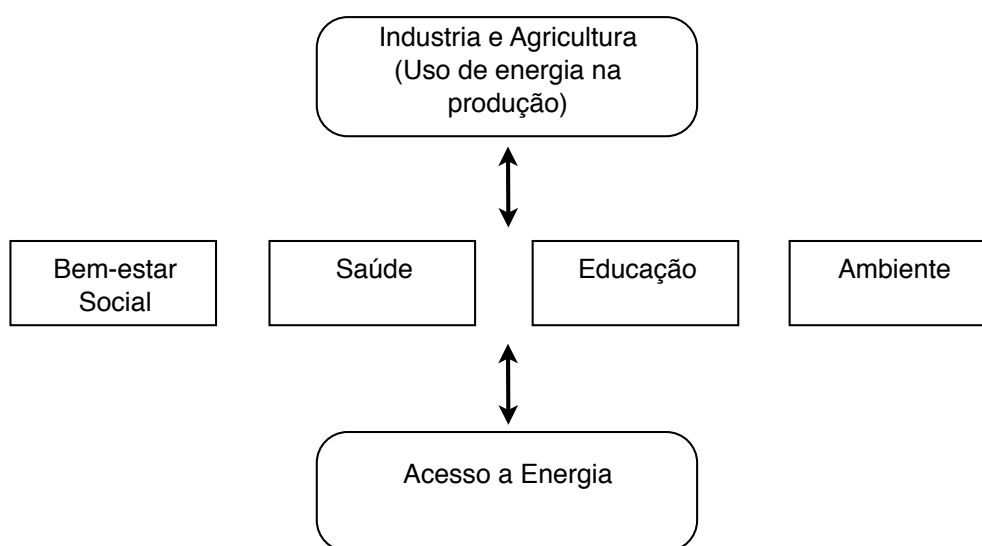 Industria e Agricultura
(Uso de energia na
produção)
Bem-estar
Social
Saúde
Educação
Ambiente
Acesso a Energia